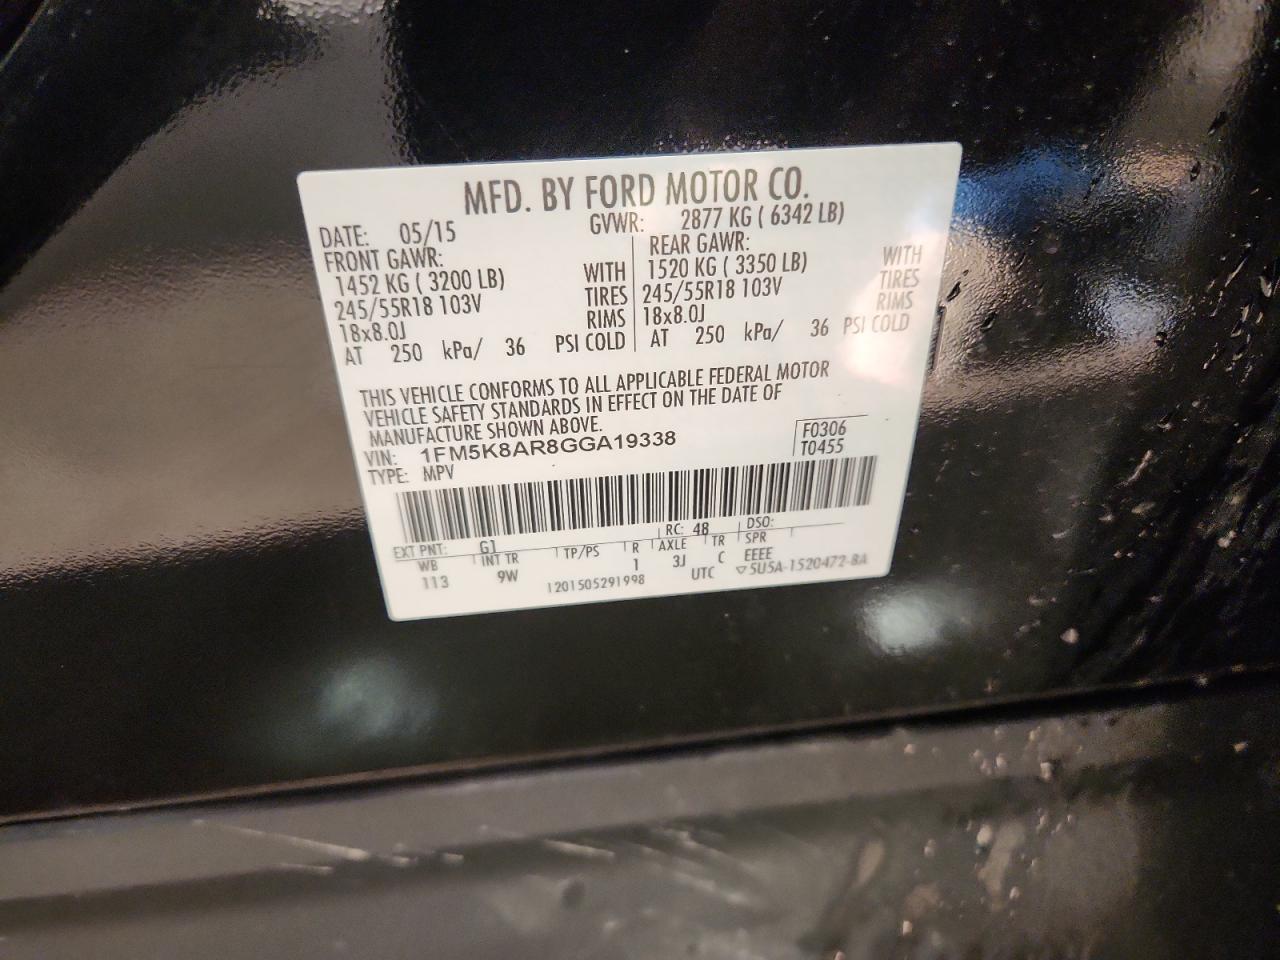 MFD. BY FORD MOTOR CO.
DATE: 05/15 GVWR: 2877 KG ( 6342 LB)
FRONT GAWR: REAR GAWR:
1452 KG ( 3200 LB) WITH 1520 KG ( 3350 LB) WITH
245/55R18 103V TIRES 245/55R18 103V TIRES
18x8.0J RIMS 18x8.0J RIMS
AT 250 kPa/ 36 PSI COLD AT 250 kPa/ 36 PSI COLD
THIS VEHICLE CONFORMS TO ALL APPLICABLE FEDERAL MOTOR
VEHICLE SAFETY STANDARDS IN EFFECT ON THE DATE OF
MANUFACTURE SHOWN ABOVE.
VIN: 1FM5K8AR8GGA19338 F0306
TYPE: MPV T0455
EXT PNT: G1 RC: 48 DSO:
WB INT TR TP/PS R AXLE TR SPR
113 9W 1 3J C EEEE
1201505291998 UTC ▽5U5A-1520472-BA